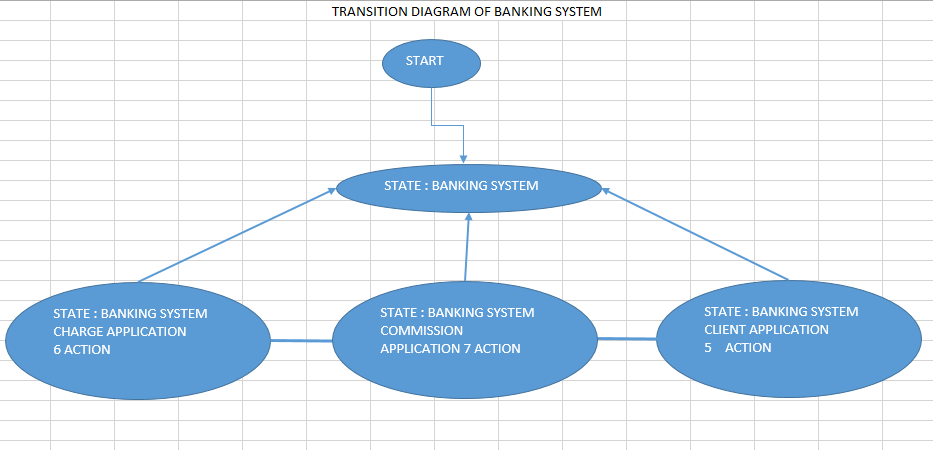 TRANSITION DIAGRAM OF BANKING SYSTEM
START
STATE : BANKING SYSTEM
STATE : BANKING SYSTEM
CHARGE APPLICATION
6 ACTION
STATE : BANKING SYSTEM
COMMISSION
APPLICATION 7 ACTION
STATE : BANKING SYSTEM
CLIENT APPLICATION
5 ACTION